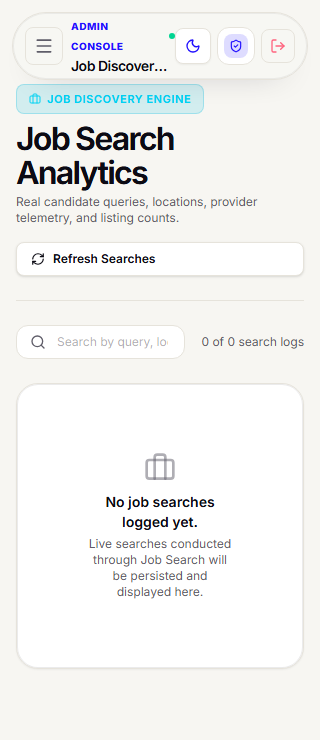 ADMIN
CONSOLE
Job Discover...
JOB DISCOVERY ENGINE
Job Search
Analytics
Real candidate queries, locations, provider
telemetry, and listing counts.
Refresh Searches
Search by query, lo
0 of 0 search logs
No job searches
logged yet.
Live searches conducted
through Job Search will
be persisted and
displayed here.